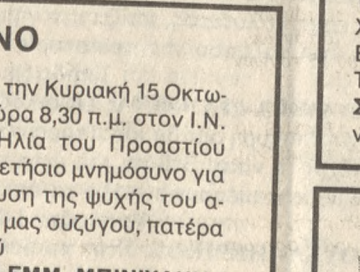 ΝΟ
την Κυριακή 15 Οκτω-
ώρα 8,30 π.μ. στον Ι.Ν.
Ηλία του Προαστίου
ετήσιο μνημόσυνο για
υση της ψυχής του α-
μας συζύγου, πατέρα